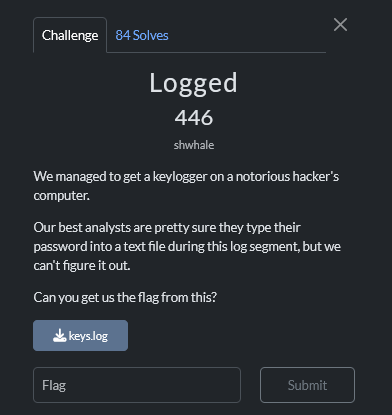 Challenge
84 Solves
Logged
446
shwhale
We managed to get a keylogger on a notorious hacker's
computer.
Our best analysts are pretty sure they type their
password into a text file during this log segment, but we
can't figure it out.
Can you get us the flag from this?
keys.log
Flag
Submit